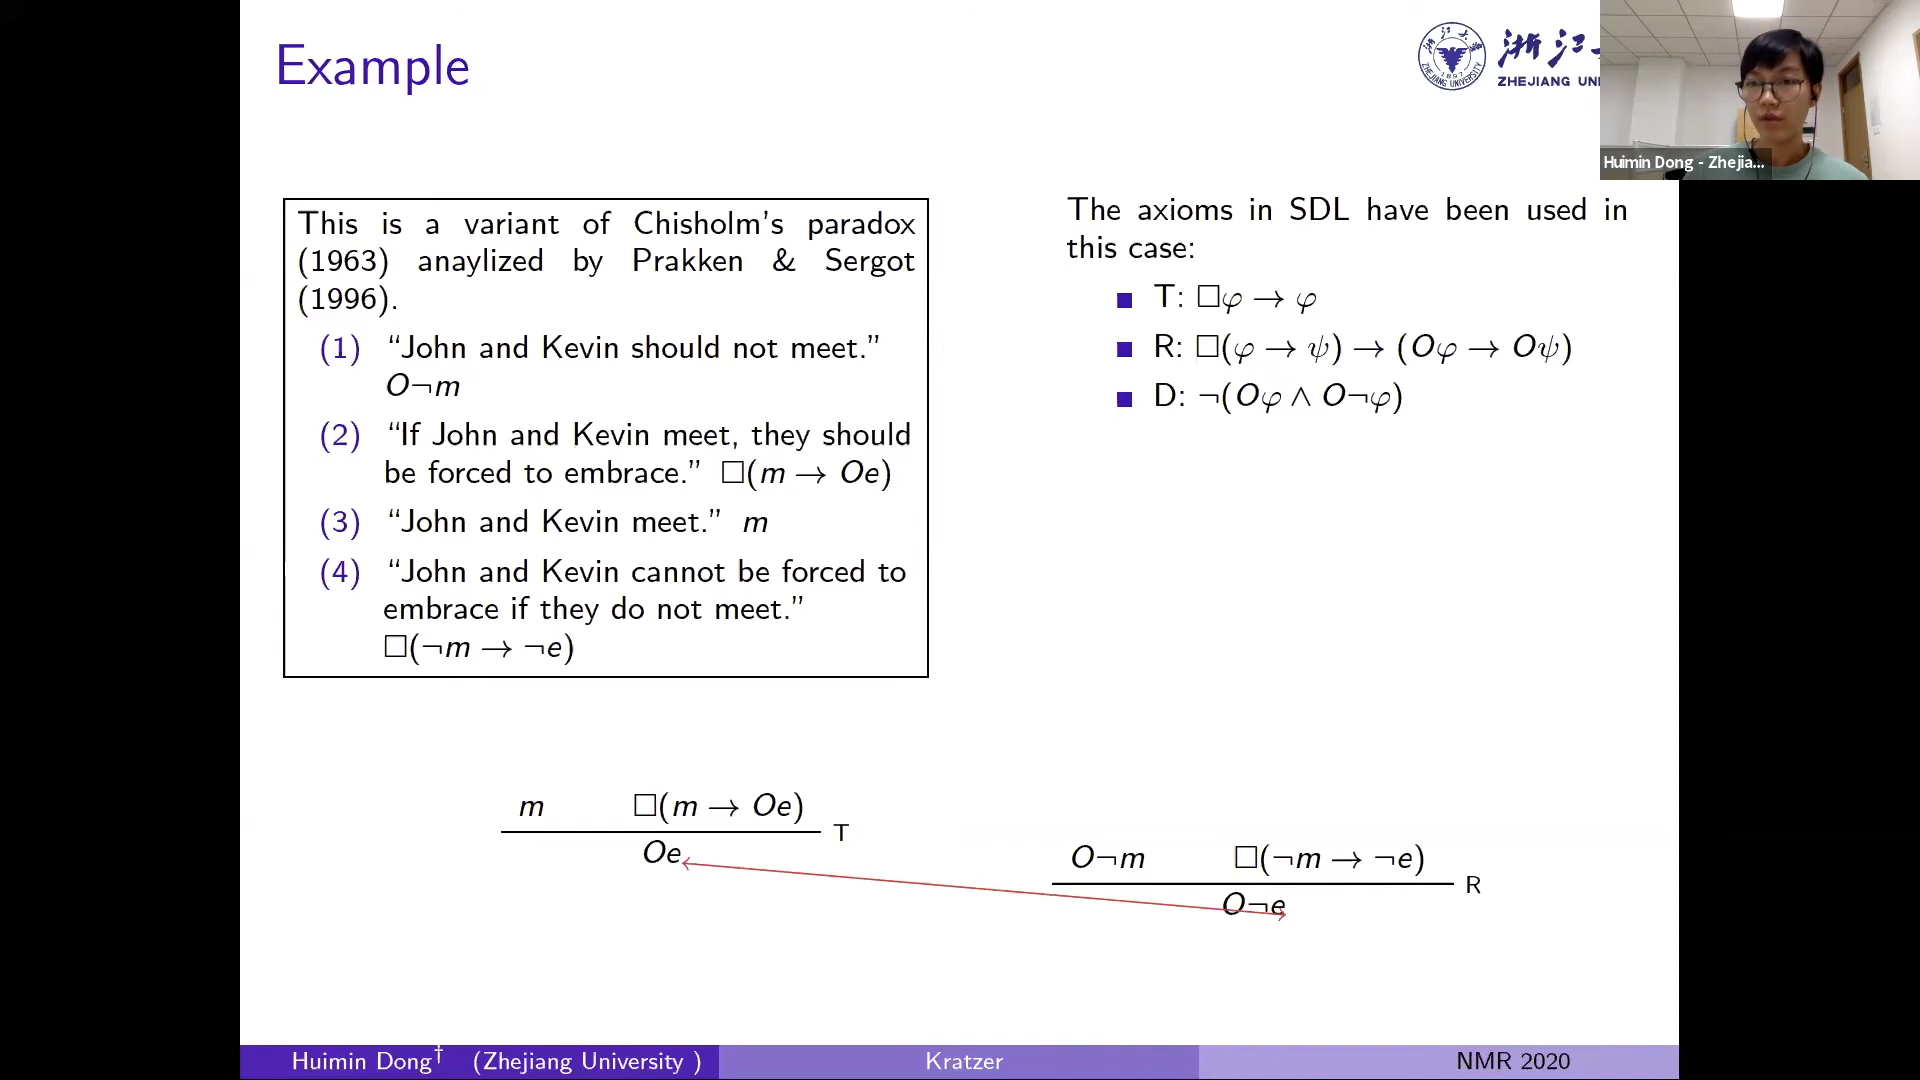 Example
浙江
ZHEJIANG UNI
ZHEJIANG UNIVERSITY
1897
Huimin Dong - Zhejia...
This is a variant of Chisholm's paradox
(1963) anaylized by Prakken & Sergot
(1996).
(1) “John and Kevin should not meet.”
O¬m
(2) “If John and Kevin meet, they should
be forced to embrace.” □(m → Oe)
(3) “John and Kevin meet.” m
(4) “John and Kevin cannot be forced to
embrace if they do not meet.”
□(¬m → ¬e)
The axioms in SDL have been used in
this case:
T: □φ → φ
R: □(φ → ψ) → (Oφ → Oψ)
D: ¬(Oφ ∧ O¬φ)
m □(m → Oe)
T
Oe
O¬m □(¬m → ¬e)
R
O¬e
Huimin Dong† (Zhejiang University )
Kratzer
NMR 2020